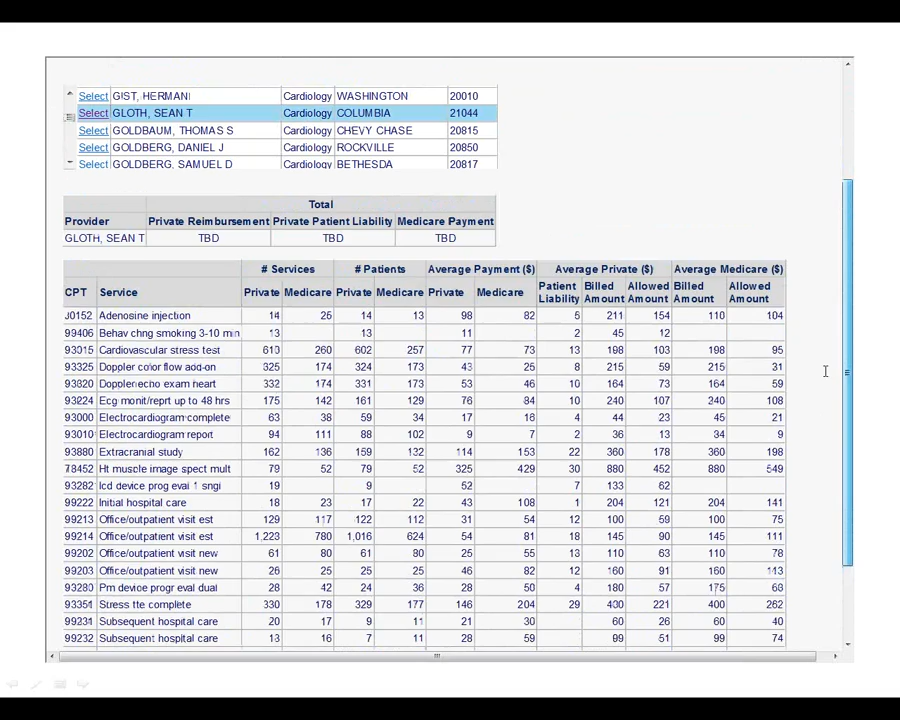 Select GIST, HERMANI Cardiology WASHINGTON 20010
Select GLOTH, SEAN T Cardiology COLUMBIA 21044
Select GOLDBAUM, THOMAS S Cardiology CHEVY CHASE 20815
Select GOLDBERG, DANIEL J Cardiology ROCKVILLE 20850
Select GOLDBERG, SAMUEL D Cardiology BETHESDA 20817
Total
Provider Private Reimbursement Private Patient Liability Medicare Payment
GLOTH, SEAN T TBD TBD TBD
# Services # Patients Average Payment ($) Average Private ($) Average Medicare ($)
CPT Service Private Medicare Private Medicare Private Medicare Patient Liability Billed Amount Allowed Amount Billed Amount Allowed Amount
J0152 Adenosine injection 14 26 14 13 98 82 5 211 154 110 104
99406 Behav chng smoking 3-10 min 13 13 11 2 45 12
93015 Cardiovascular stress test 610 260 602 257 77 73 13 198 103 198 95
93325 Doppler color flow add-on 325 174 324 173 43 25 8 215 59 215 31
93820 Doppler echo exam heart 332 174 331 173 53 46 10 164 73 164 59
93224 Ecg monit/reprt up to 48 hrs 175 142 161 129 76 84 10 240 107 240 108
93000 Electrocardiogram complete 63 38 59 34 17 16 4 44 23 45 21
93010 Electrocardiogram report 94 111 88 102 9 7 2 36 13 34 9
93880 Extracranial study 162 136 159 132 114 153 22 360 178 360 198
78452 Ht muscle image spect mult 79 52 79 52 325 429 30 880 452 880 549
93282 Icd device prog eval 1 sngl 19 9 52 7 133 62
99222 Initial hospital care 18 23 17 22 43 108 1 204 121 204 141
99213 Office/outpatient visit est 129 117 122 112 31 54 12 100 59 100 75
99214 Office/outpatient visit est 1,223 780 1,016 624 54 81 18 145 90 145 111
99202 Office/outpatient visit new 61 80 61 80 25 55 13 110 63 110 78
99203 Office/outpatient visit new 26 25 25 25 46 82 12 160 91 160 113
93280 Pm device progr eval dual 28 42 24 36 28 50 4 180 57 175 68
93351 Stress tte complete 330 178 329 177 146 204 29 400 221 400 262
99231 Subsequent hospital care 20 17 9 11 21 30 60 26 60 40
99232 Subsequent hospital care 13 16 7 11 28 59 99 51 99 74